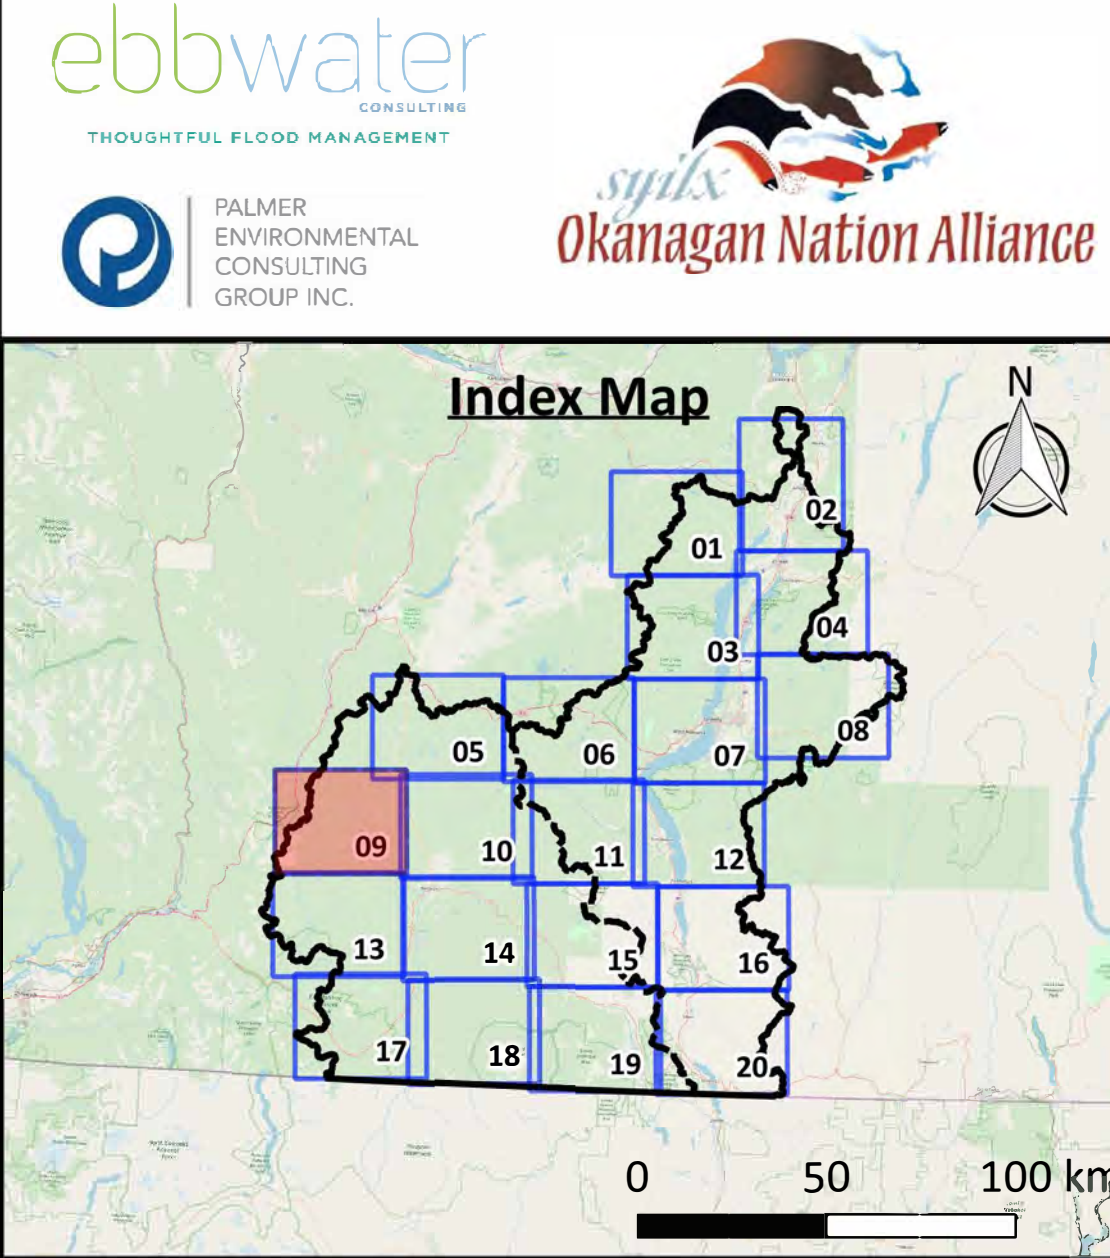 ebbwater
CONSULTING
THOUGHTFUL FLOOD MANAGEMENT
PALMER
ENVIRONMENTAL
CONSULTING
GROUP INC.
syilx
Okanagan Nation Alliance
Index Map
N
02
01
04
03
08
05
06
07
09
10
11
12
13
14
15
16
17
18
19
20
0 50 100 km